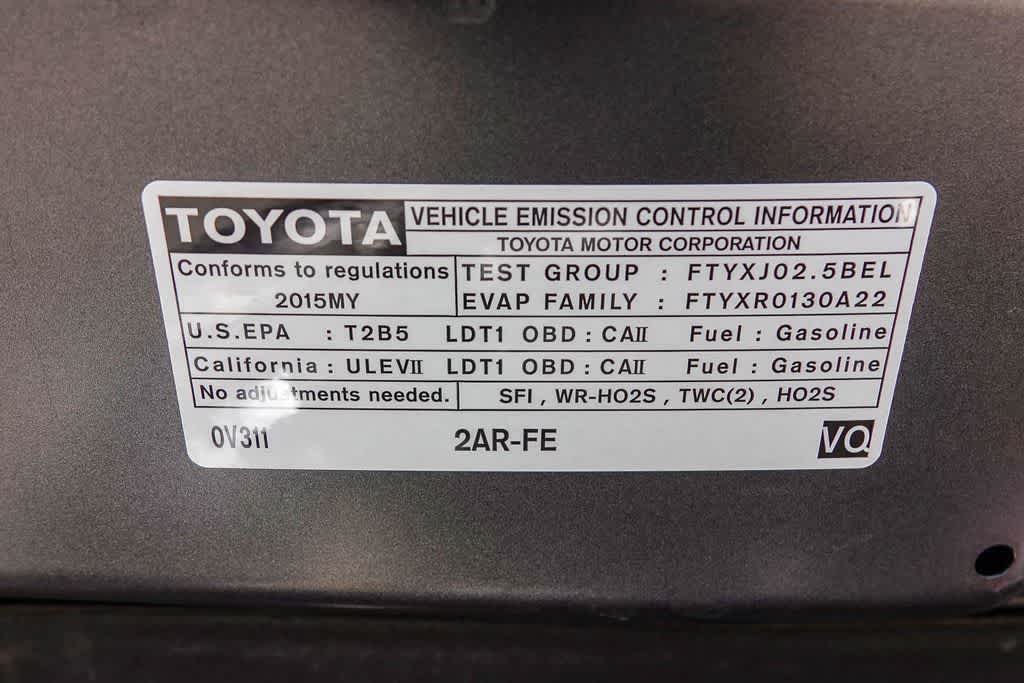 TOYOTA
VEHICLE EMISSION CONTROL INFORMATION
TOYOTA MOTOR CORPORATION
Conforms to regulations
2015MY
TEST GROUP : FTYXJ02.5BEL
EVAP FAMILY : FTYXR0130A22
U.S.EPA : T2B5 LDT1 OBD : CAII Fuel : Gasoline
California : ULEVII LDT1 OBD : CAII Fuel : Gasoline
No adjustments needed.
SFI , WR-HO2S , TWC(2) , HO2S
0V311 2AR-FE VQ